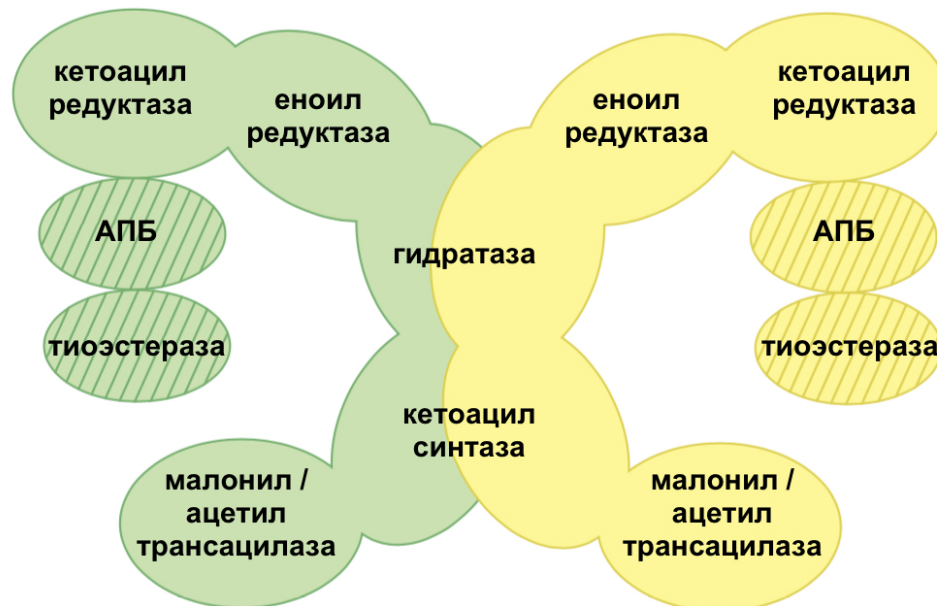 кетоацил
редуктаза
еноил
редуктаза
еноил
редуктаза
кетоацил
редуктаза
АПБ
АПБ
гидратаза
тиоэстераза
тиоэстераза
кетоацил
синтаза
малонил /
ацетил
трансацилаза
малонил /
ацетил
трансацилаза